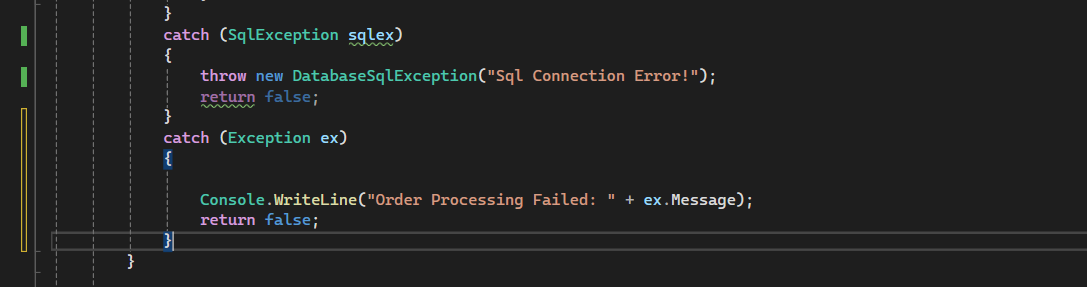 }
catch (SqlException sqlex)
{
throw new DatabaseSqlException("Sql Connection Error!");
return false;
}
catch (Exception ex)
{
Console.WriteLine("Order Processing Failed: " + ex.Message);
return false;
}
}